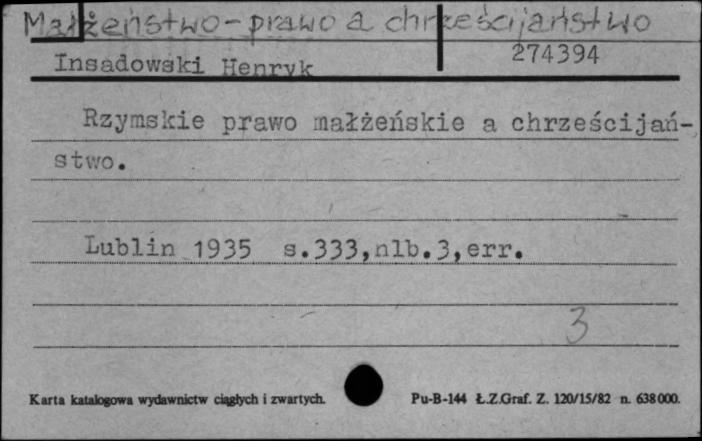 Małżeństwo - prawo a chrześcijaństwo
Insadowski Henryk 274394
Rzymskie prawo małżeńskie a chrześcijań-
stwo.
Lublin 1935 s.333,nlb.3,err.
3
Karta katalogowa wydawnictw ciągłych i zwartych. Pu-B-144 Ł.Z.Graf. Z. 120/15/82 n. 638000.